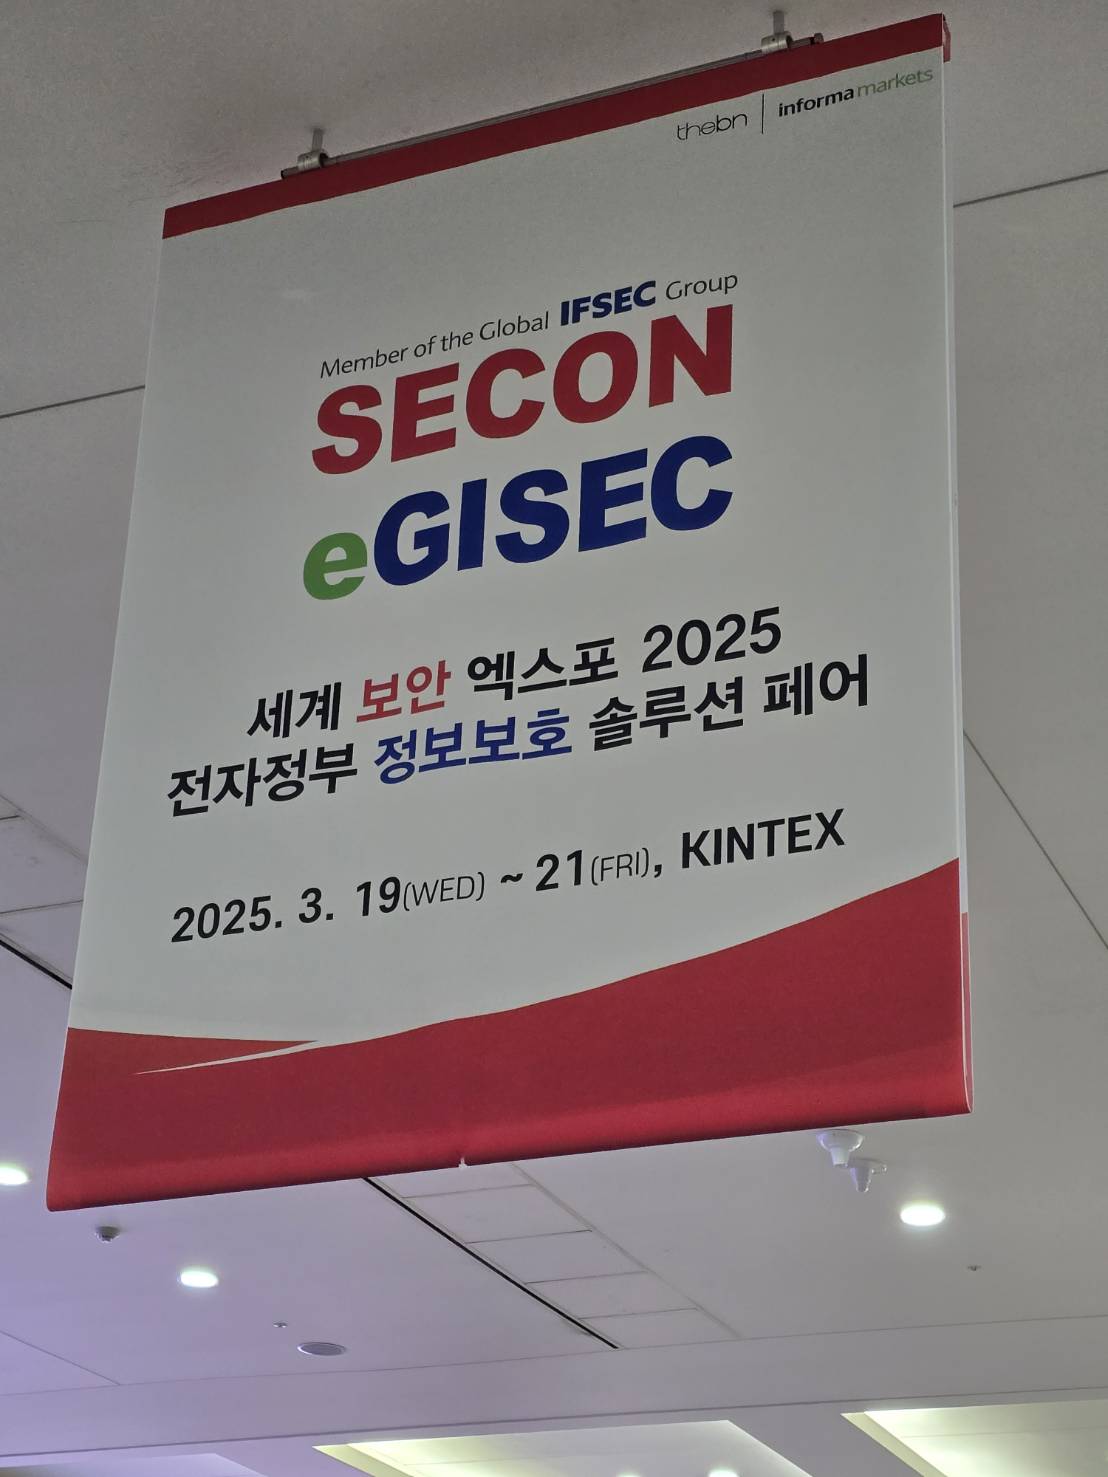 thebn | informa markets
Member of the Global IFSEC Group
SECON
eGISEC
세계 보안 엑스포 2025
전자정부 정보보호 솔루션 페어
2025. 3. 19(WED) ~ 21(FRI), KINTEX